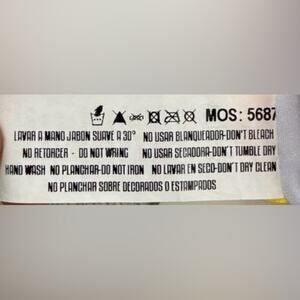 MOS: 5687
LAVAR A MANO JABON SUAVE A 30° NO USAR BLANQUEADOR-DON'T BLEACH
NO RETORCER - DO NOT WRING NO USAR SECADORA-DON'T TUMBLE DRY
HAND WASH NO PLANCHAR-DO NOT IRON NO LAVAR EN SECO-DON'T DRY CLEAN
NO PLANCHAR SOBRE DECORADOS O ESTAMPADOS